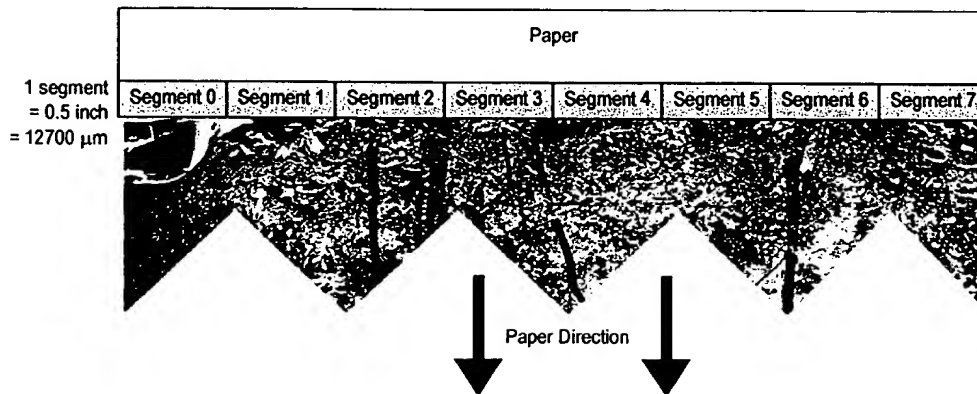 Paper
1 segment
= 0.5 inch
= 12700 μm
Segment 0 Segment 1 Segment 2 Segment 3 Segment 4 Segment 5 Segment 6 Segment 7
Paper Direction